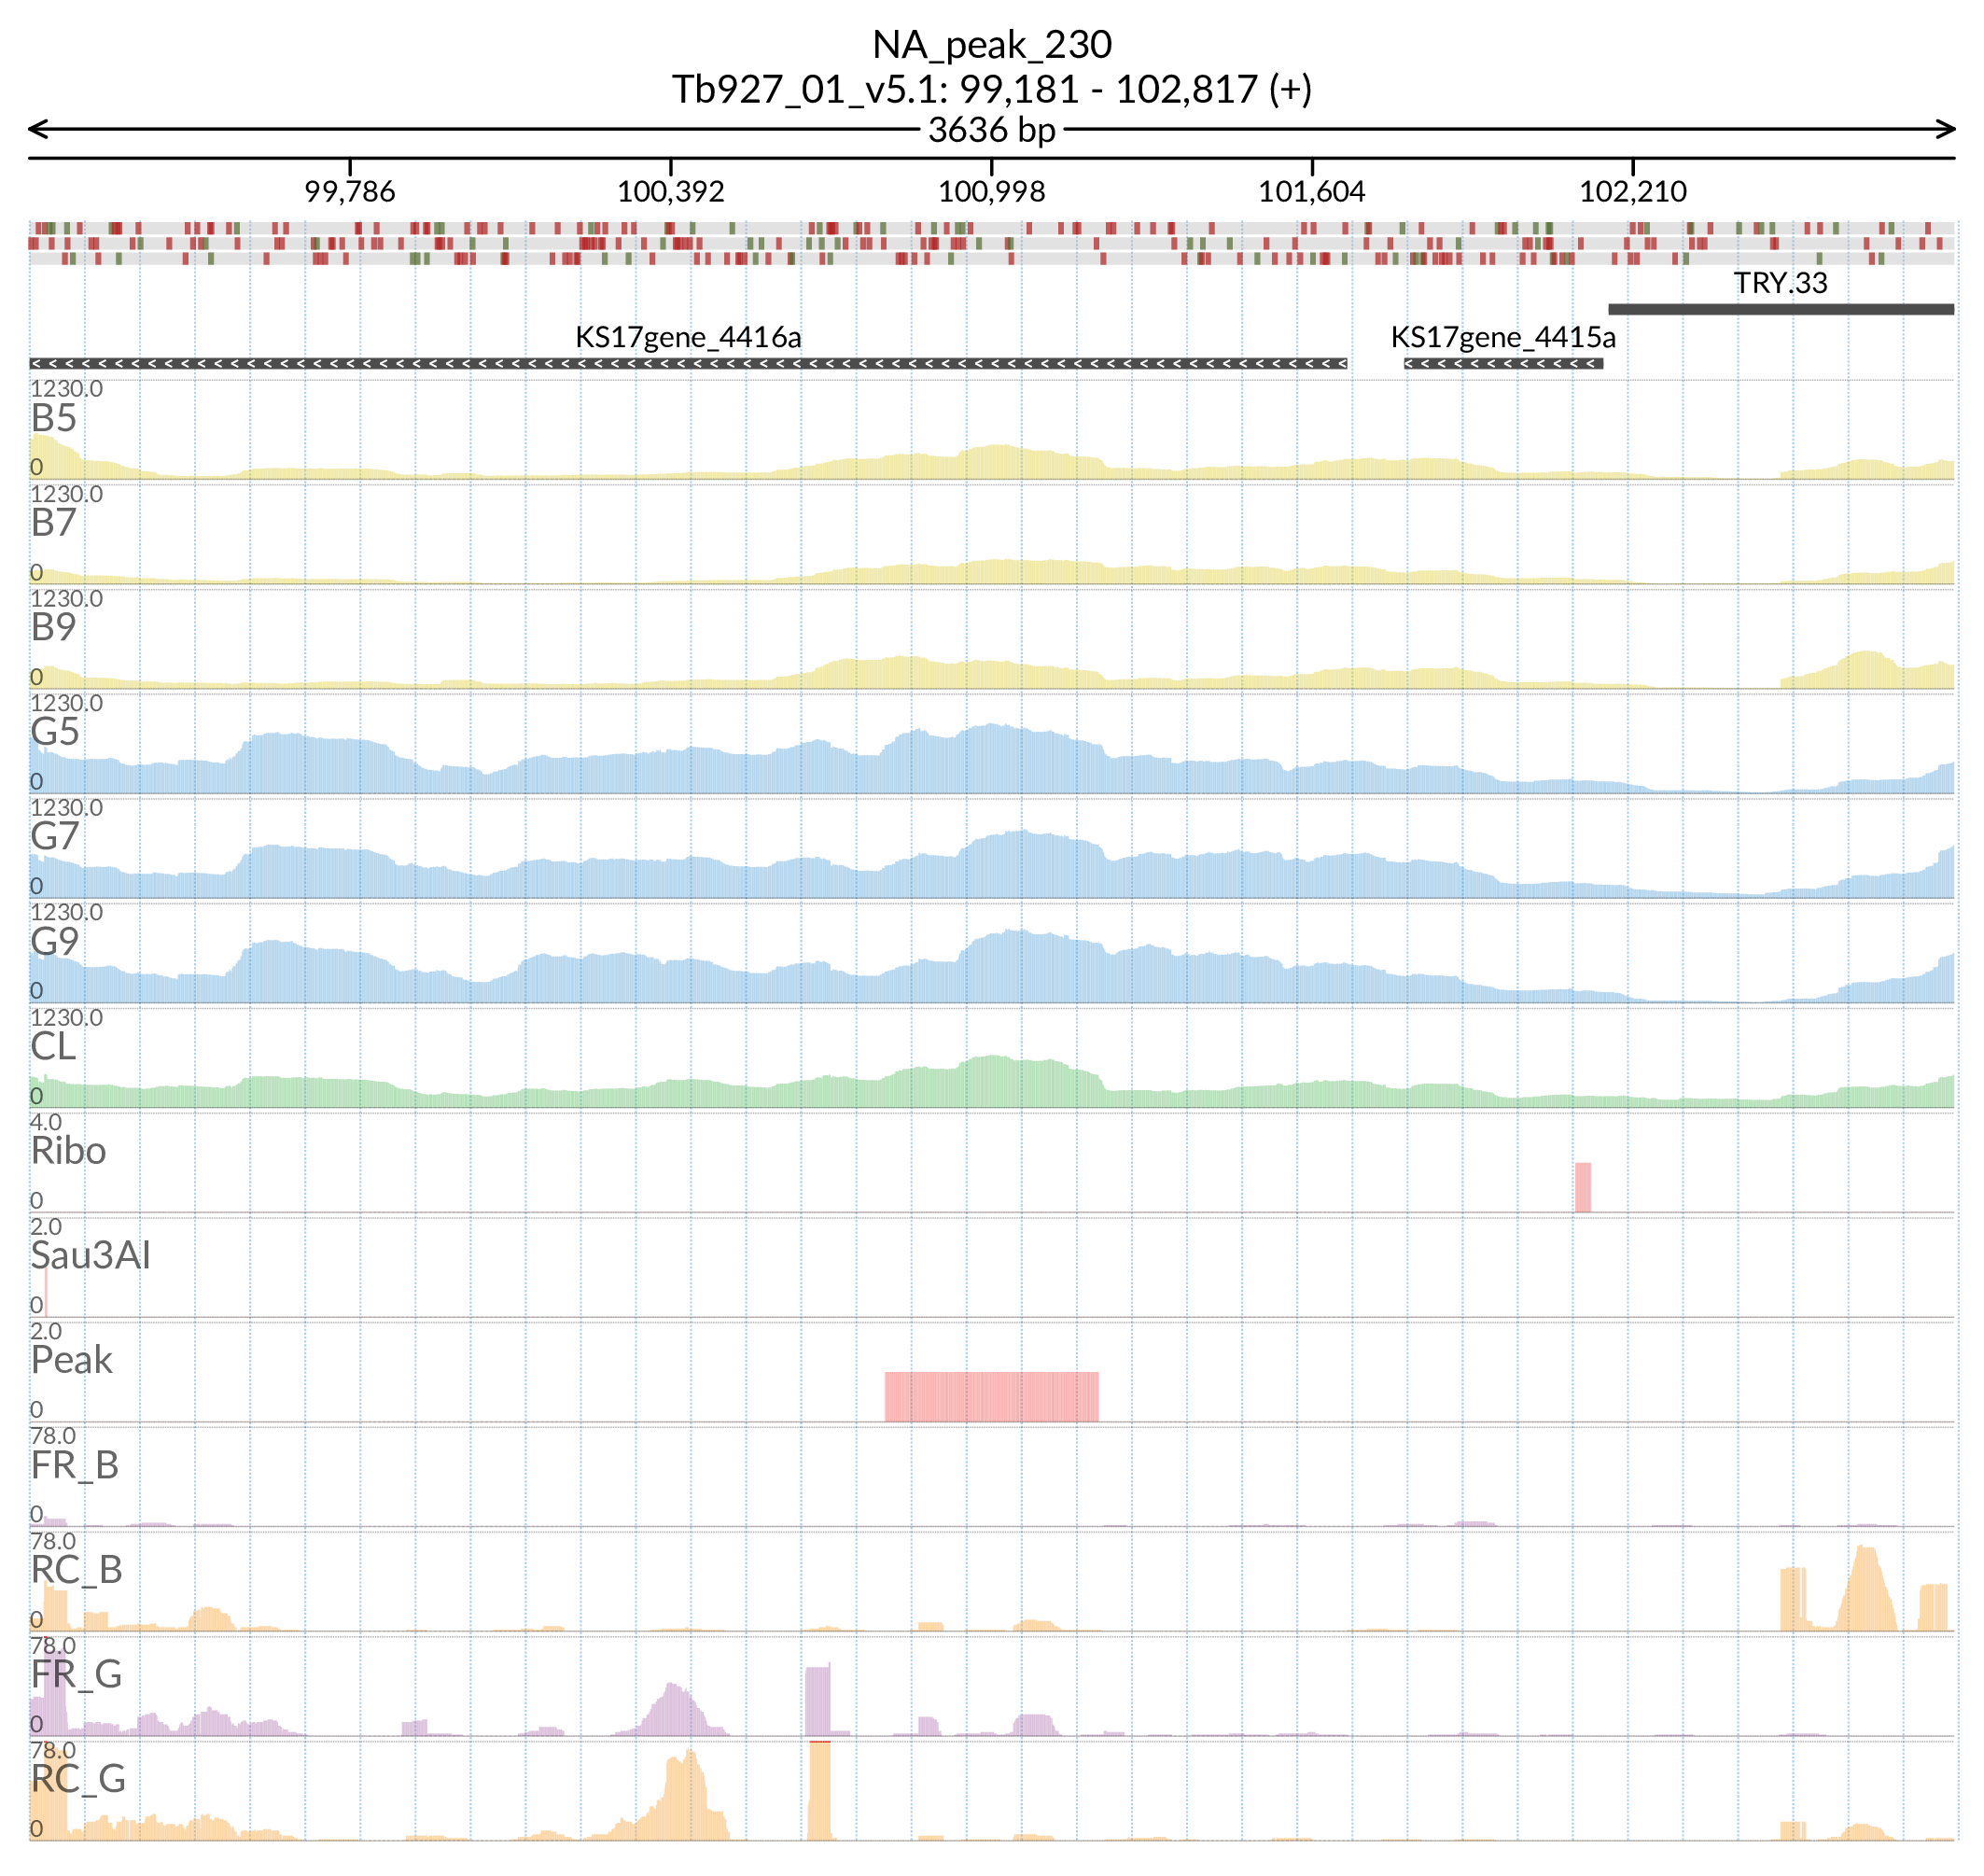 NA_peak_230
Tb927_01_v5.1: 99,181 - 102,817 (+)
3636 bp
99,786 100,392 100,998 101,604 102,210
TRY.33
KS17gene_4416a KS17gene_4415a
1230.0
B5
0
1230.0
B7
0
1230.0
B9
0
1230.0
G5
0
1230.0
G7
0
1230.0
G9
0
1230.0
CL
0
4.0
Ribo
0
2.0
Sau3AI
0
2.0
Peak
0
78.0
FR_B
0
78.0
RC_B
0
78.0
FR_G
0
78.0
RC_G
0